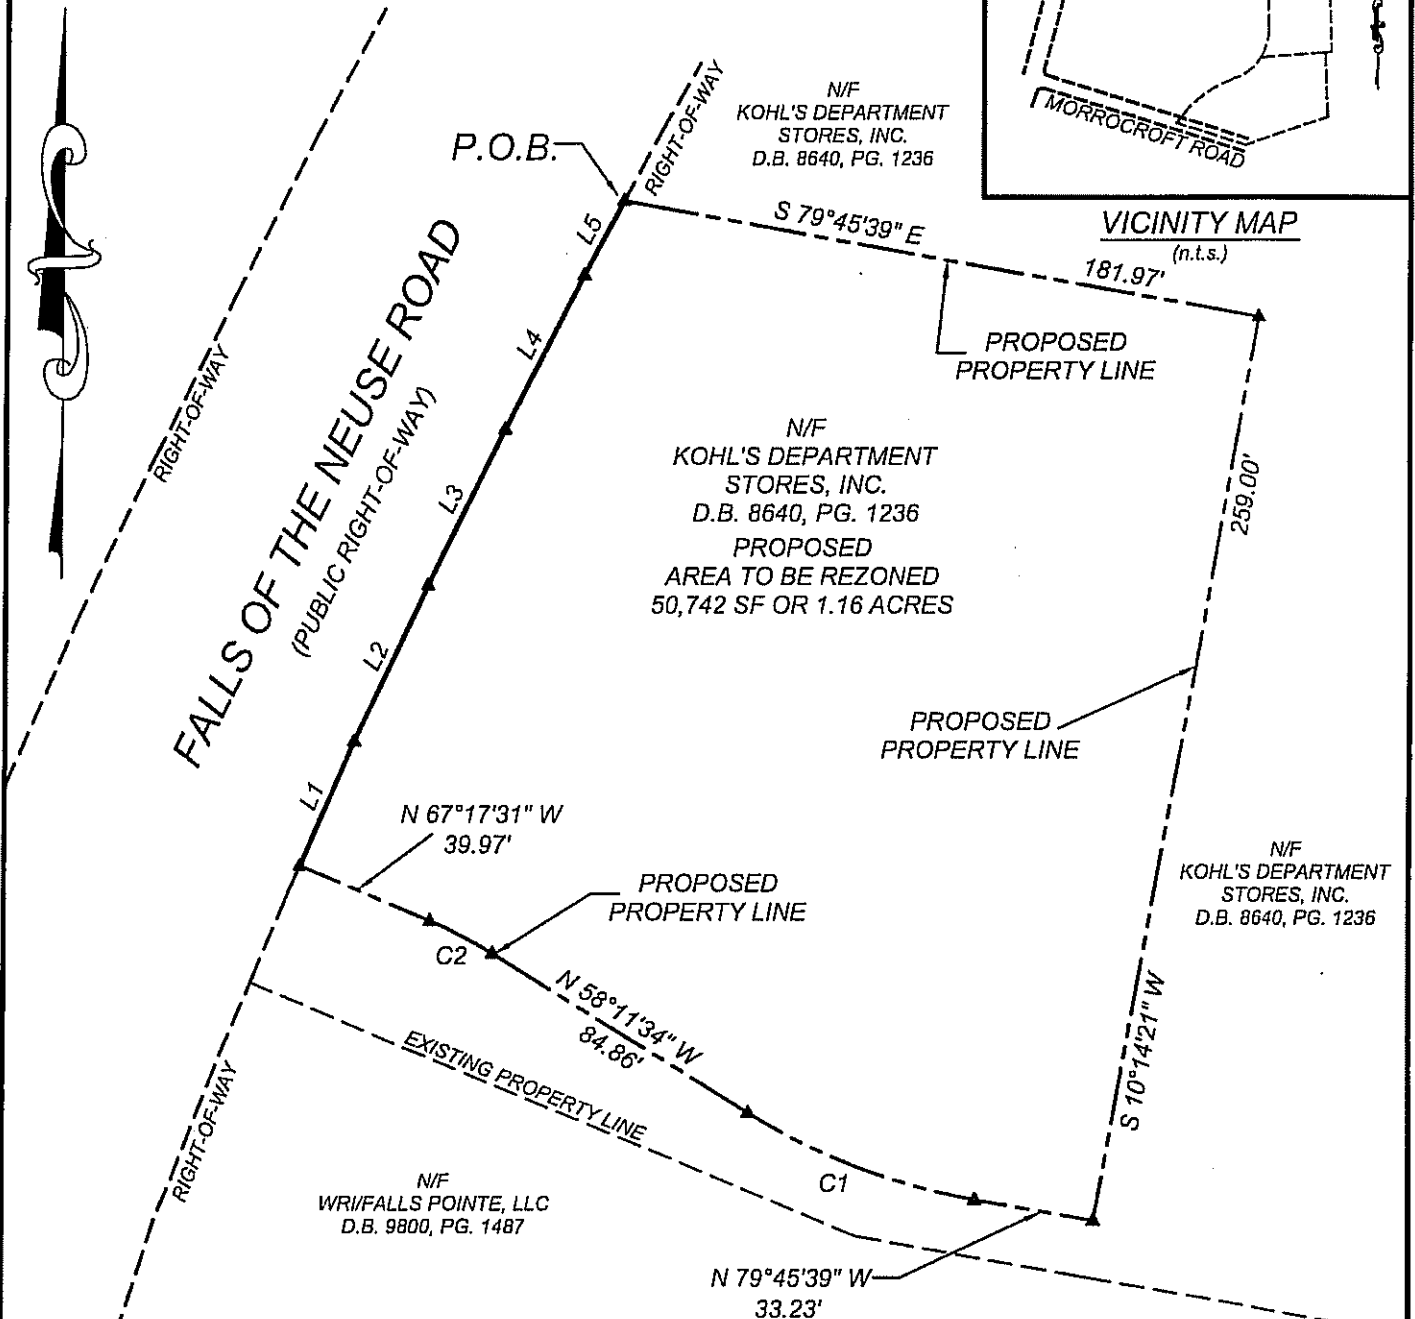 MORROCROFT ROAD
VICINITY MAP
(n.t.s.)
N/F
KOHL'S DEPARTMENT
STORES, INC.
D.B. 8640, PG. 1236
P.O.B.
RIGHT-OF-WAY
S 79°45'39" E
181.97'
PROPOSED
PROPERTY LINE
RIGHT-OF-WAY
FALLS OF THE NEUSE ROAD
(PUBLIC RIGHT-OF-WAY)
L5
L4
L3
L2
L1
N/F
KOHL'S DEPARTMENT
STORES, INC.
D.B. 8640, PG. 1236
PROPOSED
AREA TO BE REZONED
50,742 SF OR 1.16 ACRES
259.00'
S 10°14'21" W
PROPOSED
PROPERTY LINE
N 67°17'31" W
39.97'
PROPOSED
PROPERTY LINE
C2
N 58°11'34" W
84.86'
N/F
KOHL'S DEPARTMENT
STORES, INC.
D.B. 8640, PG. 1236
EXISTING PROPERTY LINE
RIGHT-OF-WAY
N/F
WRI/FALLS POINTE, LLC
D.B. 9800, PG. 1487
C1
N 79°45'39" W
33.23'